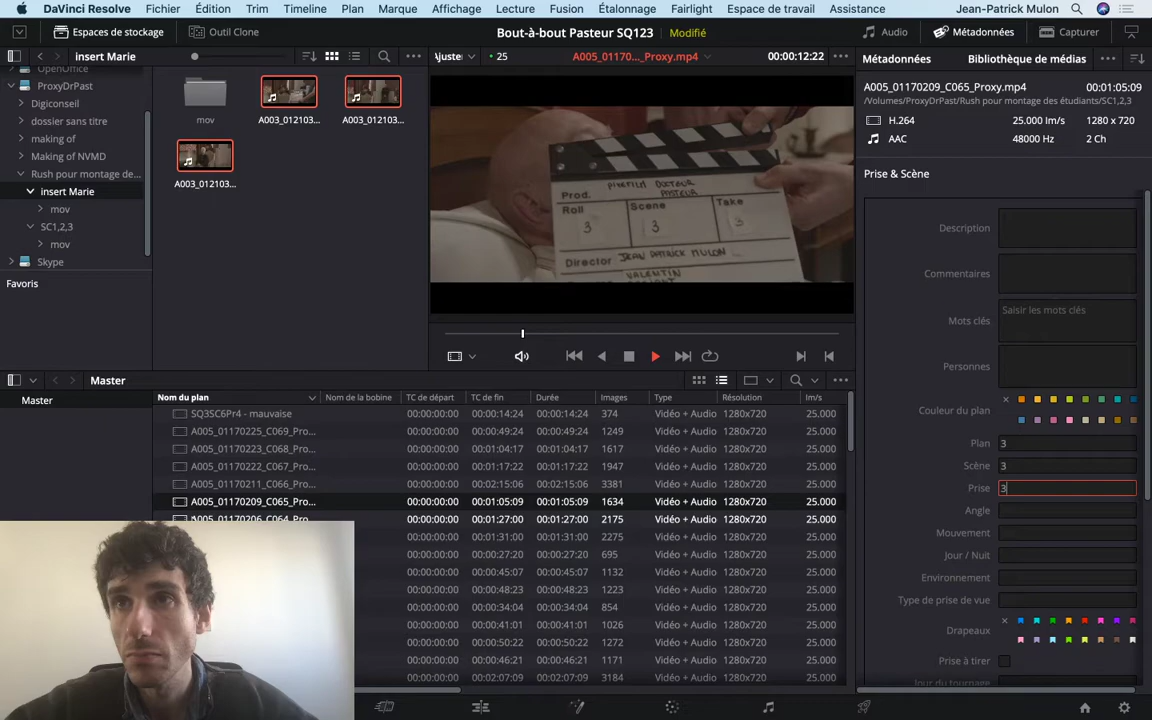 DaVinci Resolve Fichier Édition Trim Timeline Plan Marque Affichage Lecture Fusion Étalonnage Fairlight Espace de travail Assistance Jean-Patrick Mulon
Espaces de stockage Outil Clone Bout-à-bout Pasteur SQ123 Modifié Audio Métadonnées Capturer
insert Marie Ajuste 25 A005_01170..._Proxy.mp4 00:00:12:22 Métadonnées Bibliothèque de médias
OpenOffice
ProxyDrPast
Digiconseil
dossier sans titre
making of
Making of NVMD
Rush pour montage de...
insert Marie
mov
SC1,2,3
mov
Skype
Favoris
mov A003_012103... A003_012103...
A003_012103...
Prod. PINEFILM DOCTEUR
PASTEUR
Roll Scene Take
3 3 3
Director JEAN PATRICK MULON
VALENTIN
A005_01170209_C065_Proxy.mp4 00:01:05:09
/Volumes/ProxyDrPast/Rush pour montage des étudiants/SC1,2,3
H.264 25.000 Im/s 1280 x 720
AAC 48000 Hz 2 Ch
Prise & Scène
Description
Commentaires
Mots clés Saisir les mots clés
Personnes
Couleur du plan
Plan 3
Scène 3
Prise 3
Angle
Mouvement
Jour / Nuit
Environnement
Type de prise de vue
Drapeaux
Prise à tirer
Jour du tournage
Master
Master
Nom du plan Nom de la bobine TC de départ TC de fin Durée Images Type Résolution Im/s
SQ3SC6Pr4 - mauvaise 00:00:00:00 00:00:14:24 00:00:14:24 374 Vidéo + Audio 1280x720 25.000
A005_01170225_C069_Pro... 00:00:00:00 00:00:49:24 00:00:49:24 1249 Vidéo + Audio 1280x720 25.000
A005_01170223_C068_Pro... 00:00:00:00 00:01:04:17 00:01:04:17 1617 Vidéo + Audio 1280x720 25.000
A005_01170222_C067_Pro... 00:00:00:00 00:01:17:22 00:01:17:22 1947 Vidéo + Audio 1280x720 25.000
A005_01170211_C066_Pro... 00:00:00:00 00:02:15:06 00:02:15:06 3381 Vidéo + Audio 1280x720 25.000
A005_01170209_C065_Pro... 00:00:00:00 00:01:05:09 00:01:05:09 1634 Vidéo + Audio 1280x720 25.000
A005_01170206_C064_Pro... 00:00:00:00 00:01:27:00 00:01:27:00 2175 Vidéo + Audio 1280x720 25.000
00:00:00:00 00:01:31:00 00:01:31:00 2275 Vidéo + Audio 1280x720 25.000
00:00:00:00 00:00:27:20 00:00:27:20 695 Vidéo + Audio 1280x720 25.000
00:00:00:00 00:00:45:07 00:00:45:07 1132 Vidéo + Audio 1280x720 25.000
00:00:00:00 00:00:48:23 00:00:48:23 1223 Vidéo + Audio 1280x720 25.000
00:00:00:00 00:00:34:04 00:00:34:04 854 Vidéo + Audio 1280x720 25.000
00:00:00:00 00:00:41:01 00:00:41:01 1026 Vidéo + Audio 1280x720 25.000
00:00:00:00 00:00:50:22 00:00:50:22 1272 Vidéo + Audio 1280x720 25.000
00:00:00:00 00:00:46:21 00:00:46:21 1171 Vidéo + Audio 1280x720 25.000
00:00:00:00 00:02:07:09 00:02:07:09 3184 Vidéo + Audio 1280x720 25.000